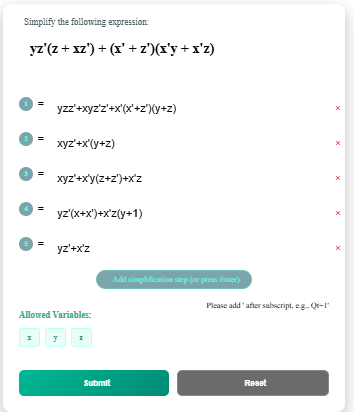 Simplify the following expression:
yz'(z + xz') + (x' + z')(x'y + x'z)
1 = yzz'+xyz'z'+x'(x'+z')(y+z) ×
2 = xyz'+x'(y+z) ×
3 = xyz'+x'y(z+z')+x'z ×
4 = yz'(x+x')+x'z(y+1) ×
5 = yz'+x'z ×
Add simplification step (or press Enter)
Please add ' after subscript, e.g., Qt+1'
Allowed Variables:
x y z
Submit Reset